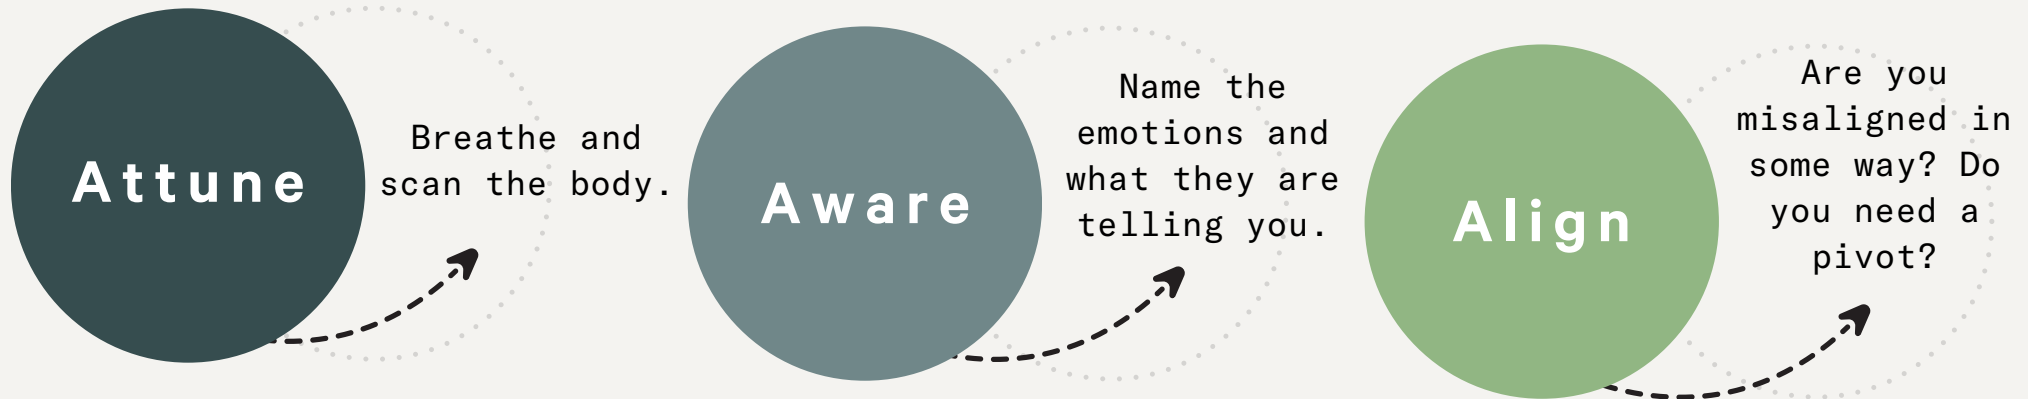 Attune
Breathe and
scan the body.
Aware
Name the
emotions and
what they are
telling you.
Align
Are you
misaligned in
some way? Do
you need a
pivot?